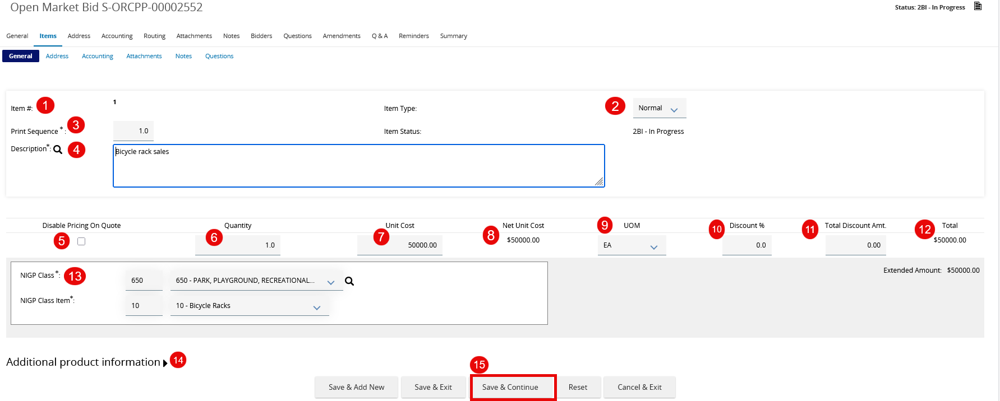 Open Market Bid S-ORCPP-00002552
Status: 2BI - In Progress
General Items Address Accounting Routing Attachments Notes Bidders Questions Amendments Q & A Reminders Summary
General Address Accounting Attachments Notes Questions
Item #: 1 1 Item Type: 2 Normal
Print Sequence *: 3 1.0 Item Status: 2BI - In Progress
Description*: 4 Bicycle rack sales
Disable Pricing On Quote Quantity Unit Cost Net Unit Cost 9 UOM Discount % Total Discount Amt. Total
5 6 1.0 7 50000.00 8 $50000.00 EA 10 0.0 11 0.00 12 $50000.00
NIGP Class *: 13 650 650 - PARK, PLAYGROUND, RECREATIONAL... Extended Amount: $50000.00
NIGP Class Item*: 10 10 - Bicycle Racks
Additional product information 14
15
Save & Add New Save & Exit Save & Continue Reset Cancel & Exit